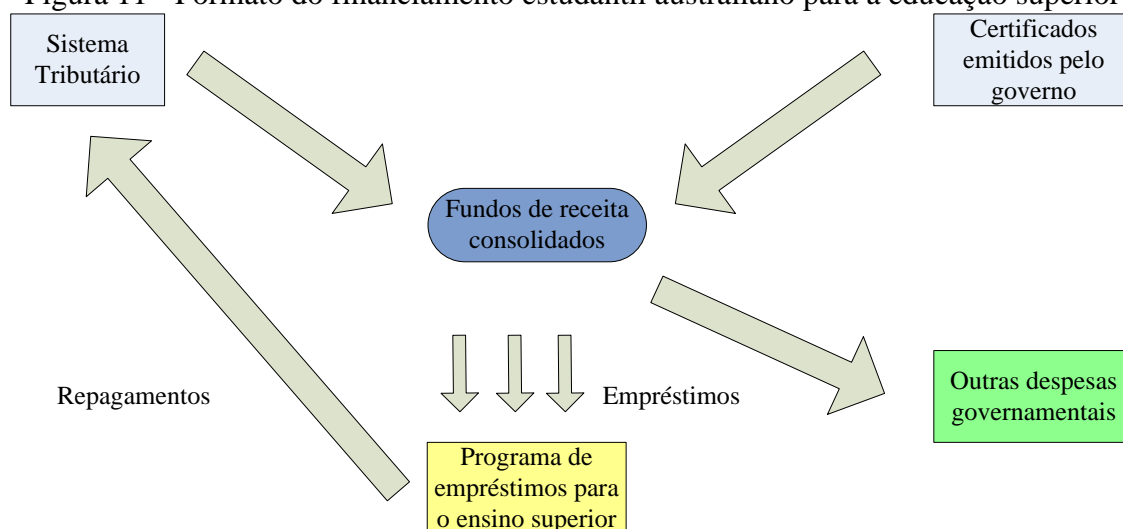 Figura 11 - Formato do financiamento estudantil australiano para a educação superior
Sistema
Tributário
Certificados
emitidos pelo
governo
Fundos de receita
consolidados
Repagamentos
Empréstimos
Outras despesas
governamentais
Programa de
empréstimos para
o ensino superior